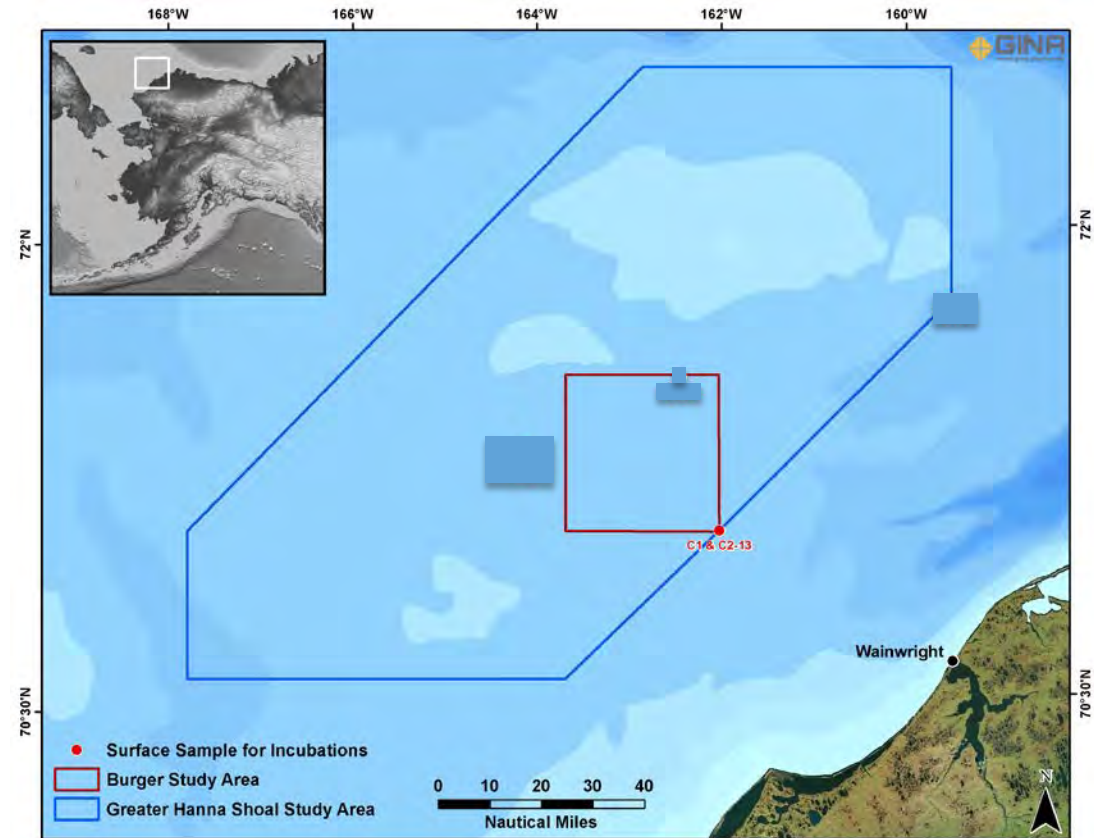 168°W 166°W 164°W 162°W 160°W
GINA
72°N
72°N
C1 & C2-13
Wainwright
70°30'N
70°30'N
Surface Sample for Incubations
Burger Study Area
Greater Hanna Shoal Study Area
0 10 20 30 40
Nautical Miles
N